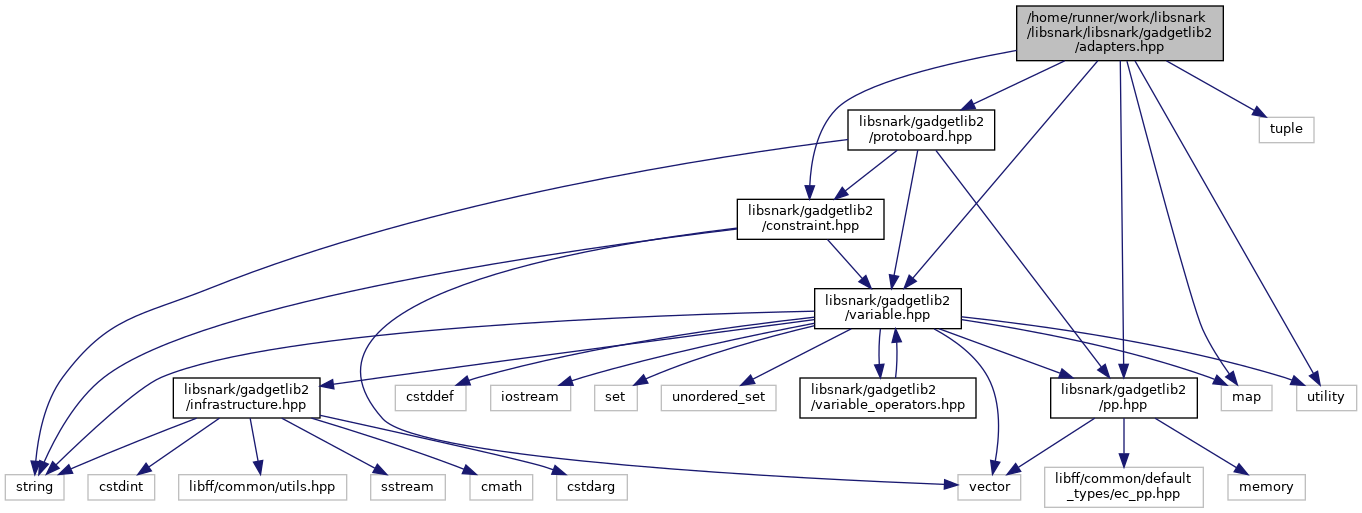 /home/runner/work/libsnark
/libsnark/libsnark/gadgetlib2
/adapters.hpp
libsnark/gadgetlib2
/protoboard.hpp
tuple
libsnark/gadgetlib2
/constraint.hpp
libsnark/gadgetlib2
/variable.hpp
libsnark/gadgetlib2
/infrastructure.hpp
cstddef
iostream
set
unordered_set
libsnark/gadgetlib2
/variable_operators.hpp
libsnark/gadgetlib2
/pp.hpp
map
utility
string
cstdint
libff/common/utils.hpp
sstream
cmath
cstdarg
vector
libff/common/default
_types/ec_pp.hpp
memory